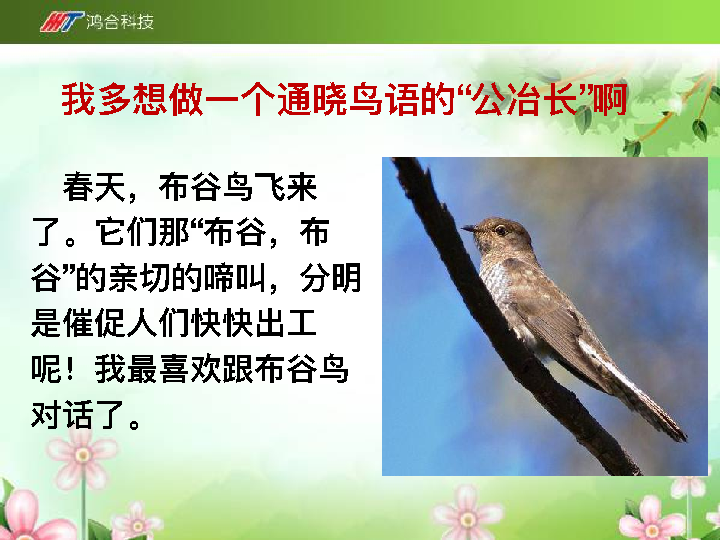 鸿合科技
我多想做一个通晓鸟语的“公冶长”啊
春天，布谷鸟飞来
了。它们那“布谷，布
谷”的亲切的啼叫，分明
是催促人们快快出工
呢！我最喜欢跟布谷鸟
对话了。